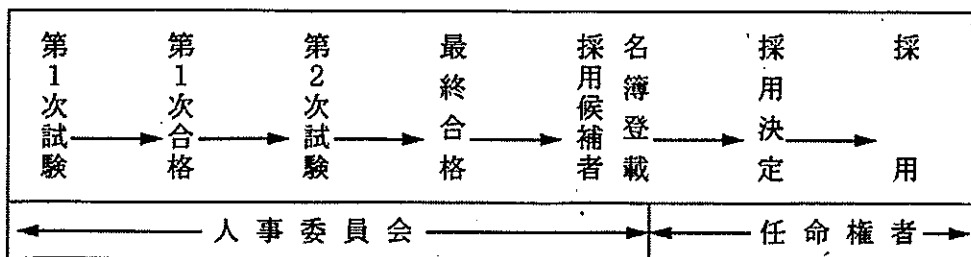 第1次試験
第1次合格
第2次試験
最終合格
採用候補者
名簿登載
採用決定
採用
人事委員会
任命権者